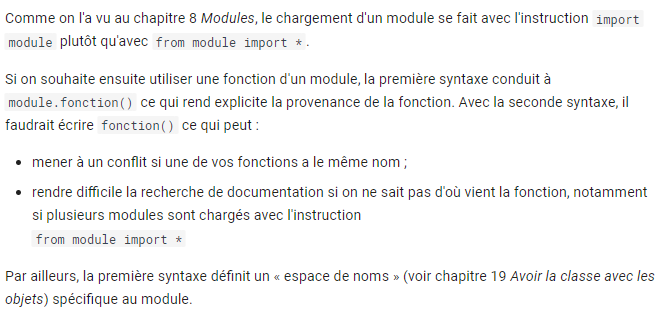 Comme on l'a vu au chapitre 8 Modules, le chargement d'un module se fait avec l'instruction import
module plutôt qu'avec from module import * .
Si on souhaite ensuite utiliser une fonction d'un module, la première syntaxe conduit à
module.fonction() ce qui rend explicite la provenance de la fonction. Avec la seconde syntaxe, il
faudrait écrire fonction() ce qui peut :
• mener à un conflit si une de vos fonctions a le même nom ;
• rendre difficile la recherche de documentation si on ne sait pas d'où vient la fonction, notamment
si plusieurs modules sont chargés avec l'instruction
from module import *
Par ailleurs, la première syntaxe définit un « espace de noms » (voir chapitre 19 Avoir la classe avec les
objets) spécifique au module.